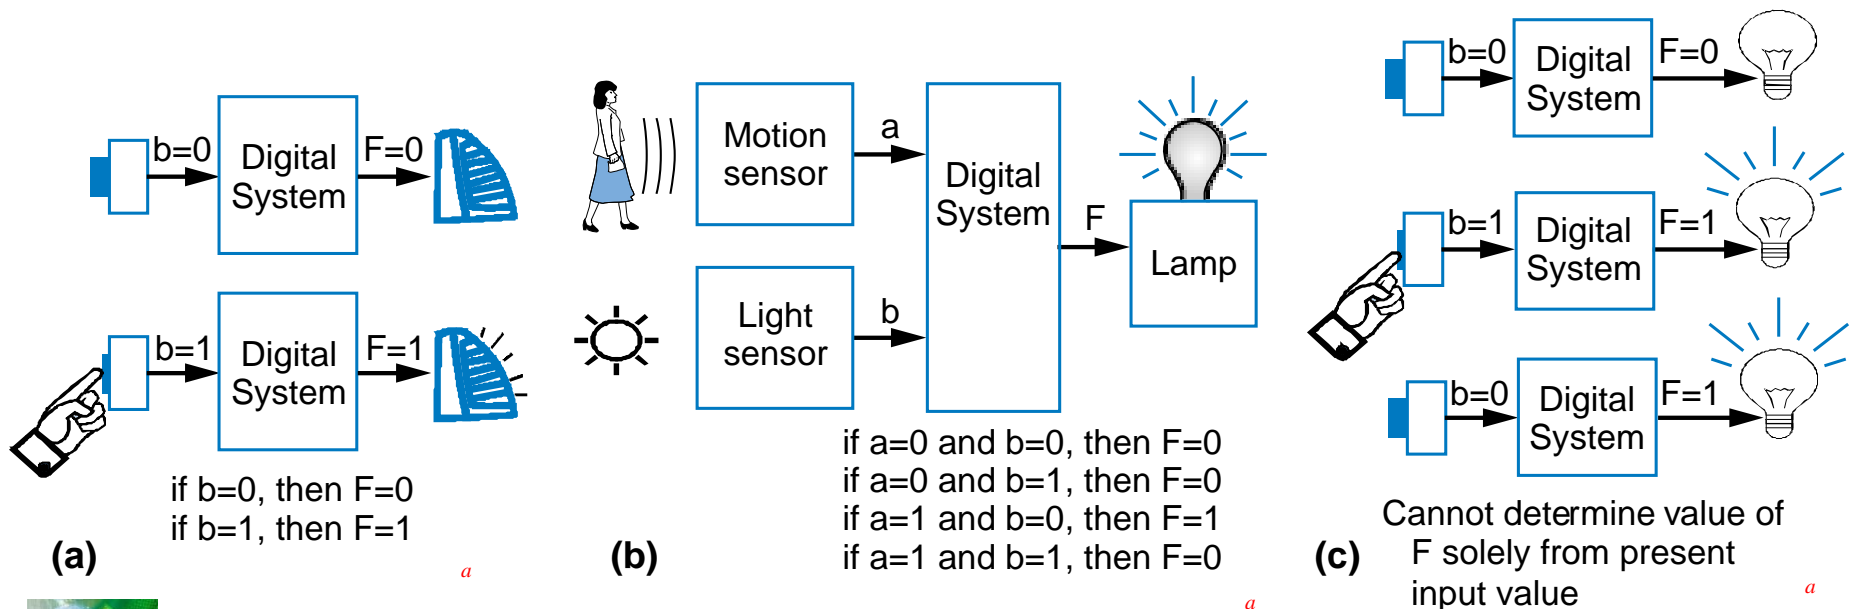 b=0
Digital
System
F=0
b=1
Digital
System
F=1
if b=0, then F=0
if b=1, then F=1
(a)
a
Motion
sensor
a
Light
sensor
b
Digital
System
F
Lamp
if a=0 and b=0, then F=0
if a=0 and b=1, then F=0
if a=1 and b=0, then F=1
if a=1 and b=1, then F=0
(b)
a
b=0
Digital
System
F=0
b=1
Digital
System
F=1
b=0
Digital
System
F=1
Cannot determine value of
F solely from present
input value
(c)
a